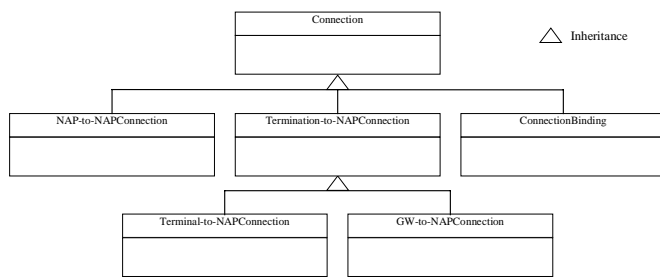 Connection
Inheritance
NAP-to-NAPConnection
Termination-to-NAPConnection
ConnectionBinding
Terminal-to-NAPConnection
GW-to-NAPConnection